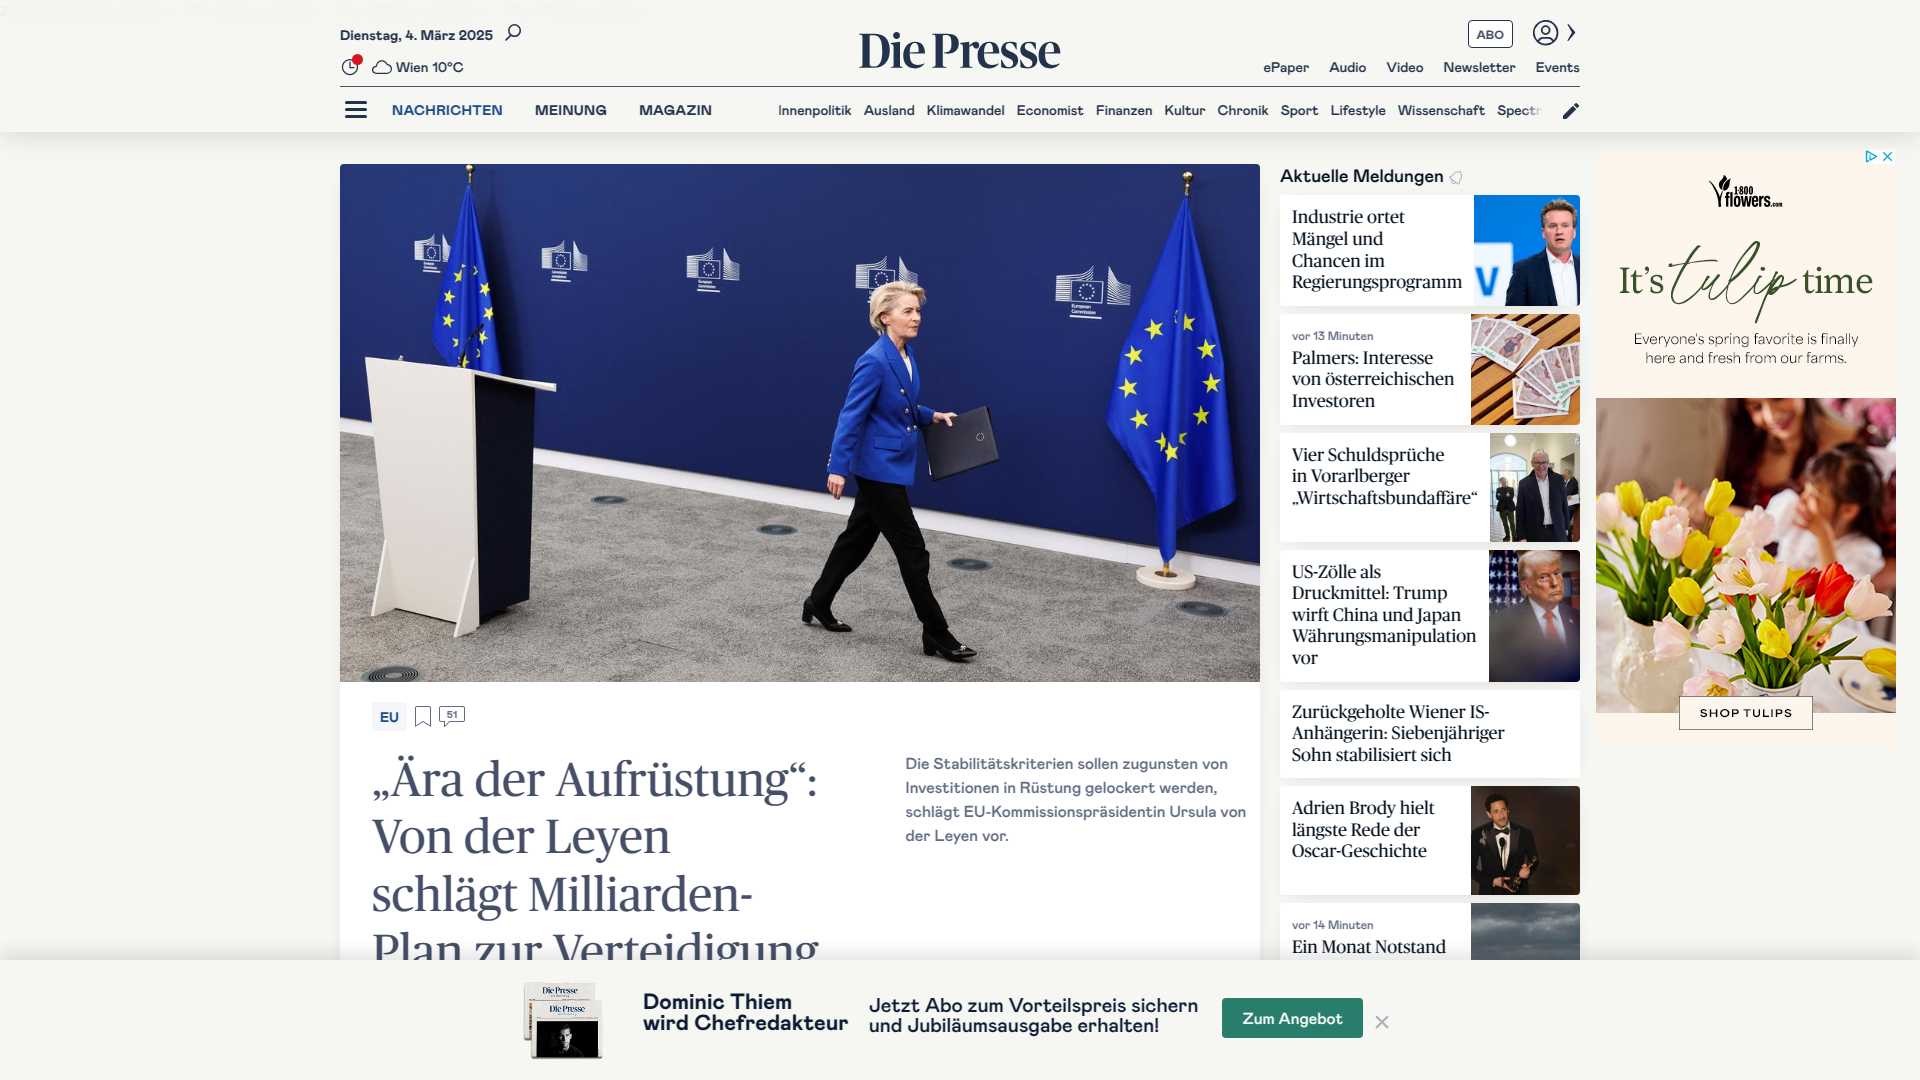 Dienstag, 4. März 2025
Die Presse
ABO
Wien 10°C
ePaper Audio Video Newsletter Events
NACHRICHTEN MEINUNG MAGAZIN Innenpolitik Ausland Klimawandel Economist Finanzen Kultur Chronik Sport Lifestyle Wissenschaft Spectr
European
Commission
European
Commission
European
Commission
European
Commission
EU
51
„Ära der Aufrüstung“:
Von der Leyen
schlägt Milliarden-
Plan zur Verteidigung
Die Stabilitätskriterien sollen zugunsten von
Investitionen in Rüstung gelockert werden,
schlägt EU-Kommissionspräsidentin Ursula von
der Leyen vor.
Aktuelle Meldungen
Industrie ortet
Mängel und
Chancen im
Regierungsprogramm
V
vor 13 Minuten
Palmers: Interesse
von österreichischen
Investoren
Vier Schuldsprüche
in Vorarlberger
„Wirtschaftsbundaffäre“
US-Zölle als
Druckmittel: Trump
wirft China und Japan
Währungsmanipulation
vor
Zurückgeholte Wiener IS-
Anhängerin: Siebenjähriger
Sohn stabilisiert sich
Adrien Brody hielt
längste Rede der
Oscar-Geschichte
vor 14 Minuten
Ein Monat Notstand
1-800
flowers.com
It's tulip time
Everyone's spring favorite is finally
here and fresh from our farms.
SHOP TULIPS
Die Presse
Die Presse
Dominic Thiem
wird Chefredakteur
Jetzt Abo zum Vorteilspreis sichern
und Jubiläumsausgabe erhalten!
Zum Angebot